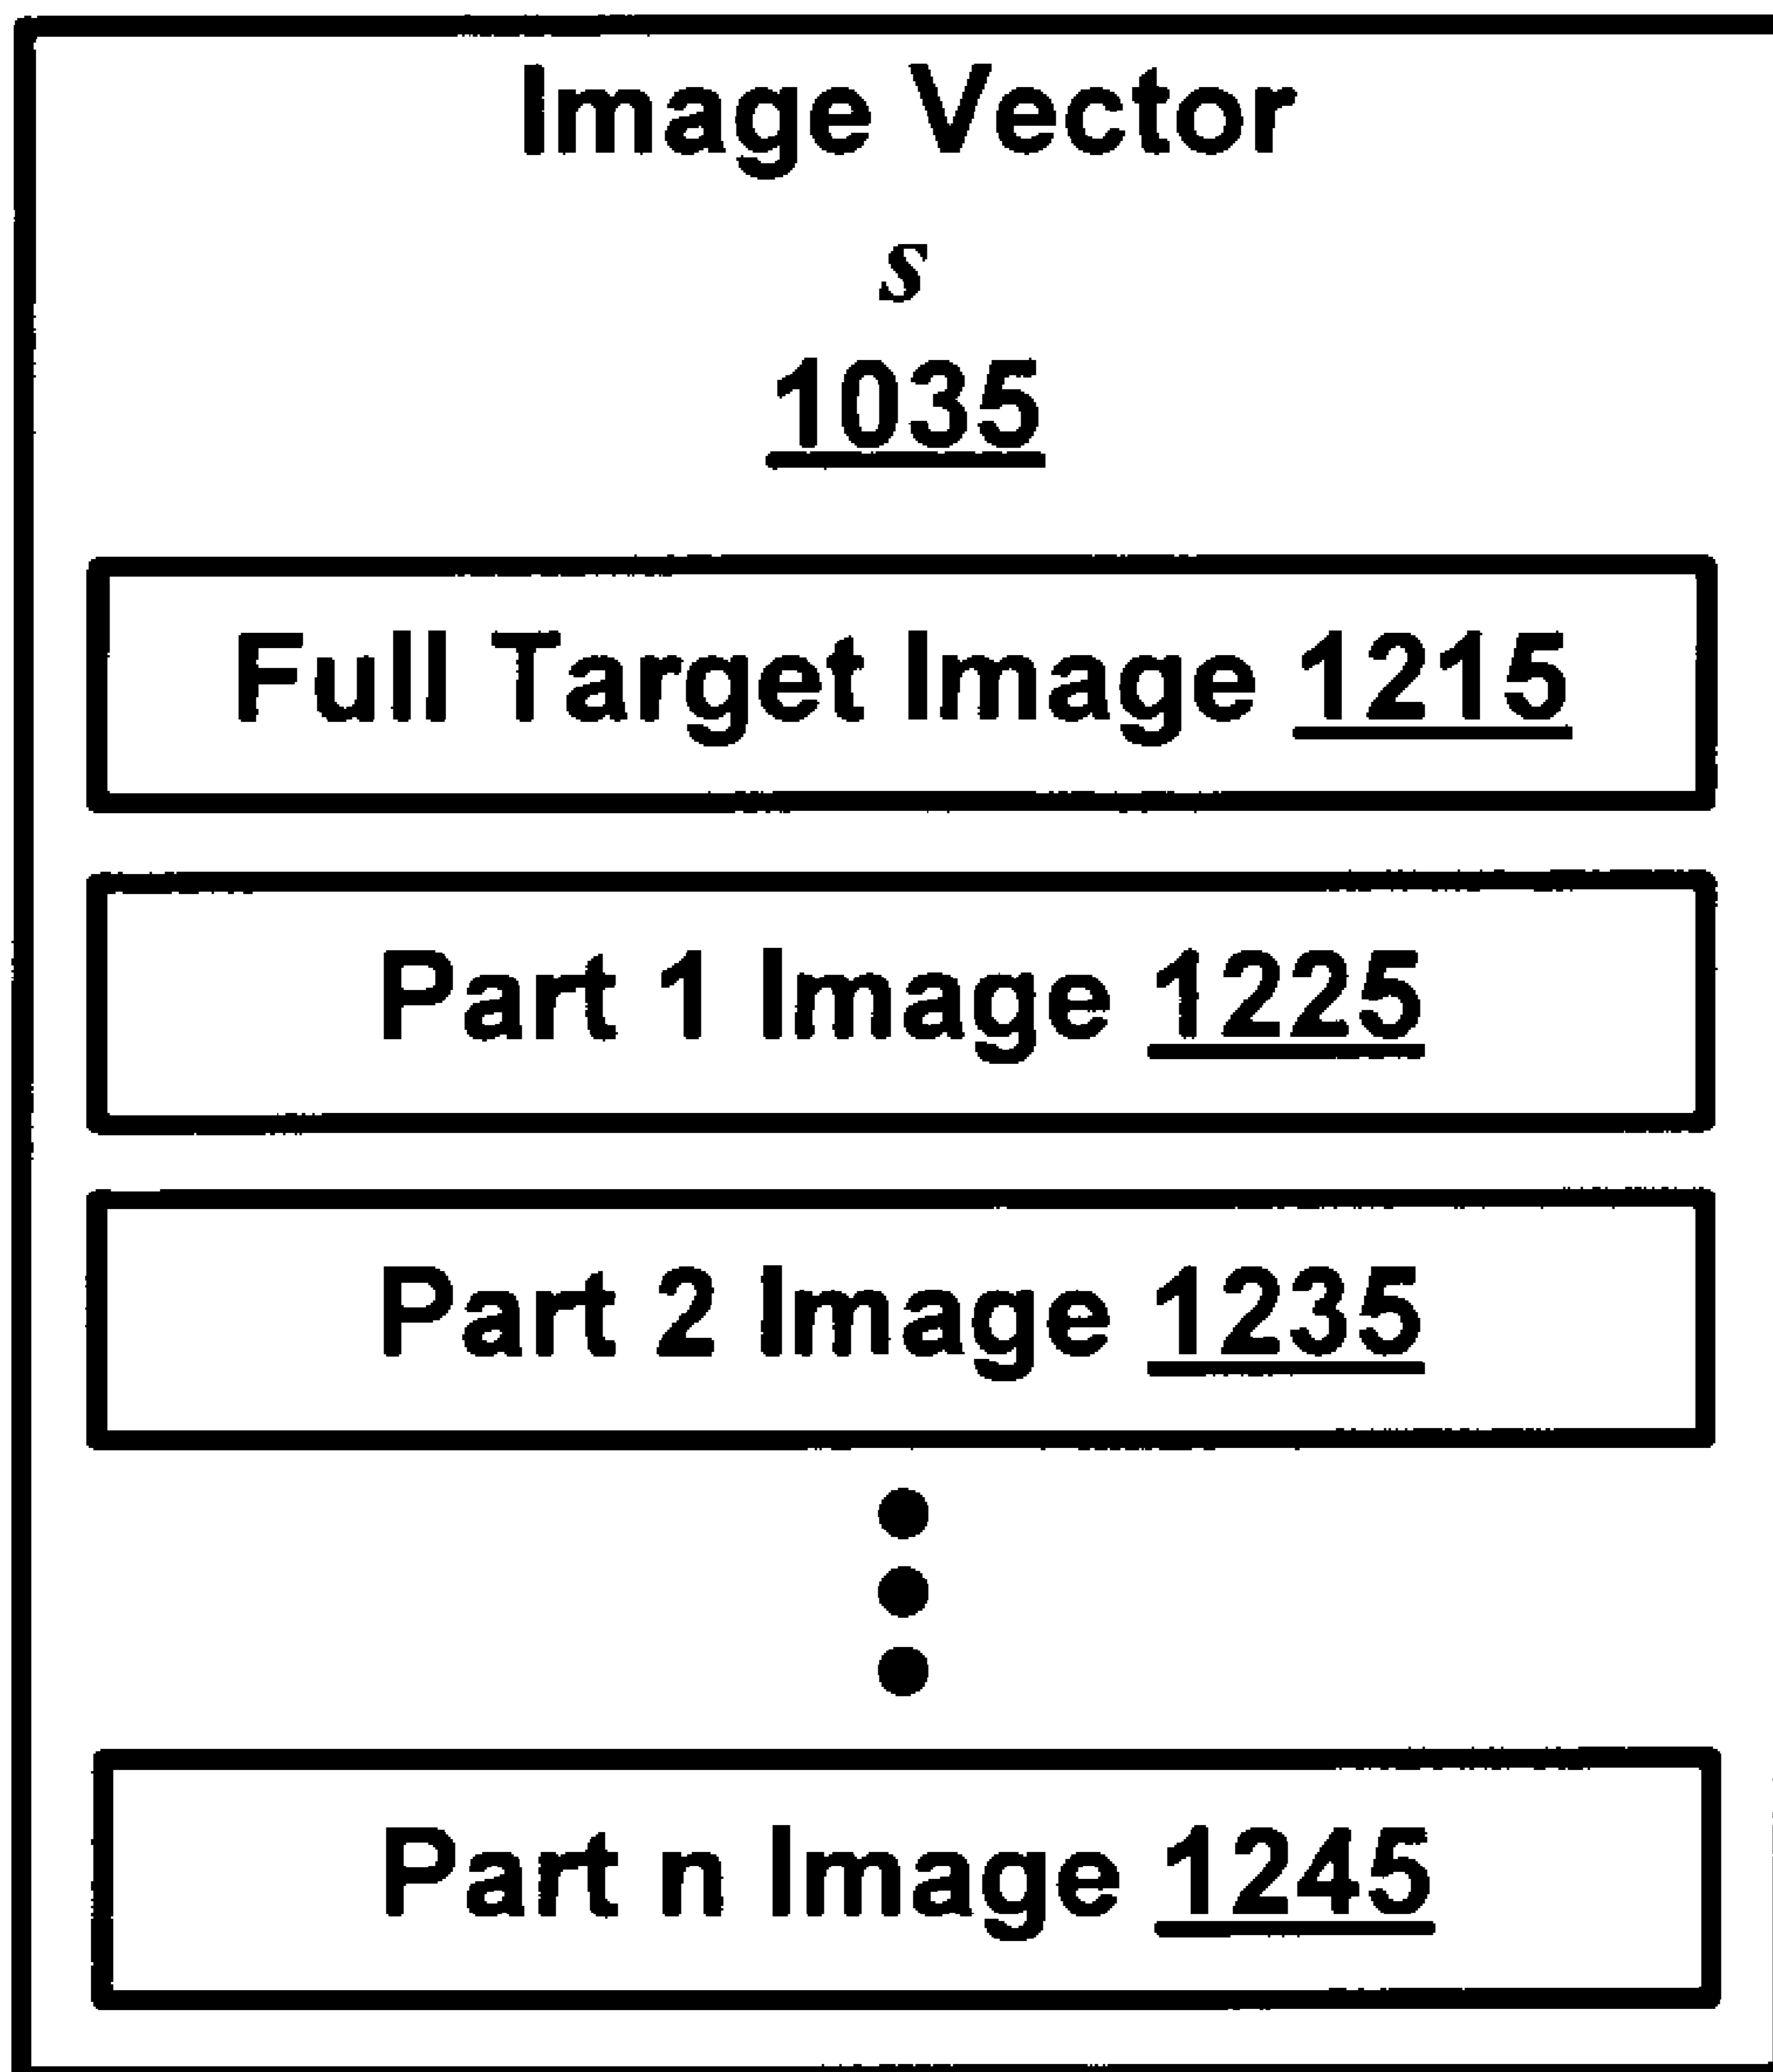 Image Vector
s
1035
Full Target Image 1215
Part 1 Image 1225
Part 2 Image 1235
Part n Image 1245